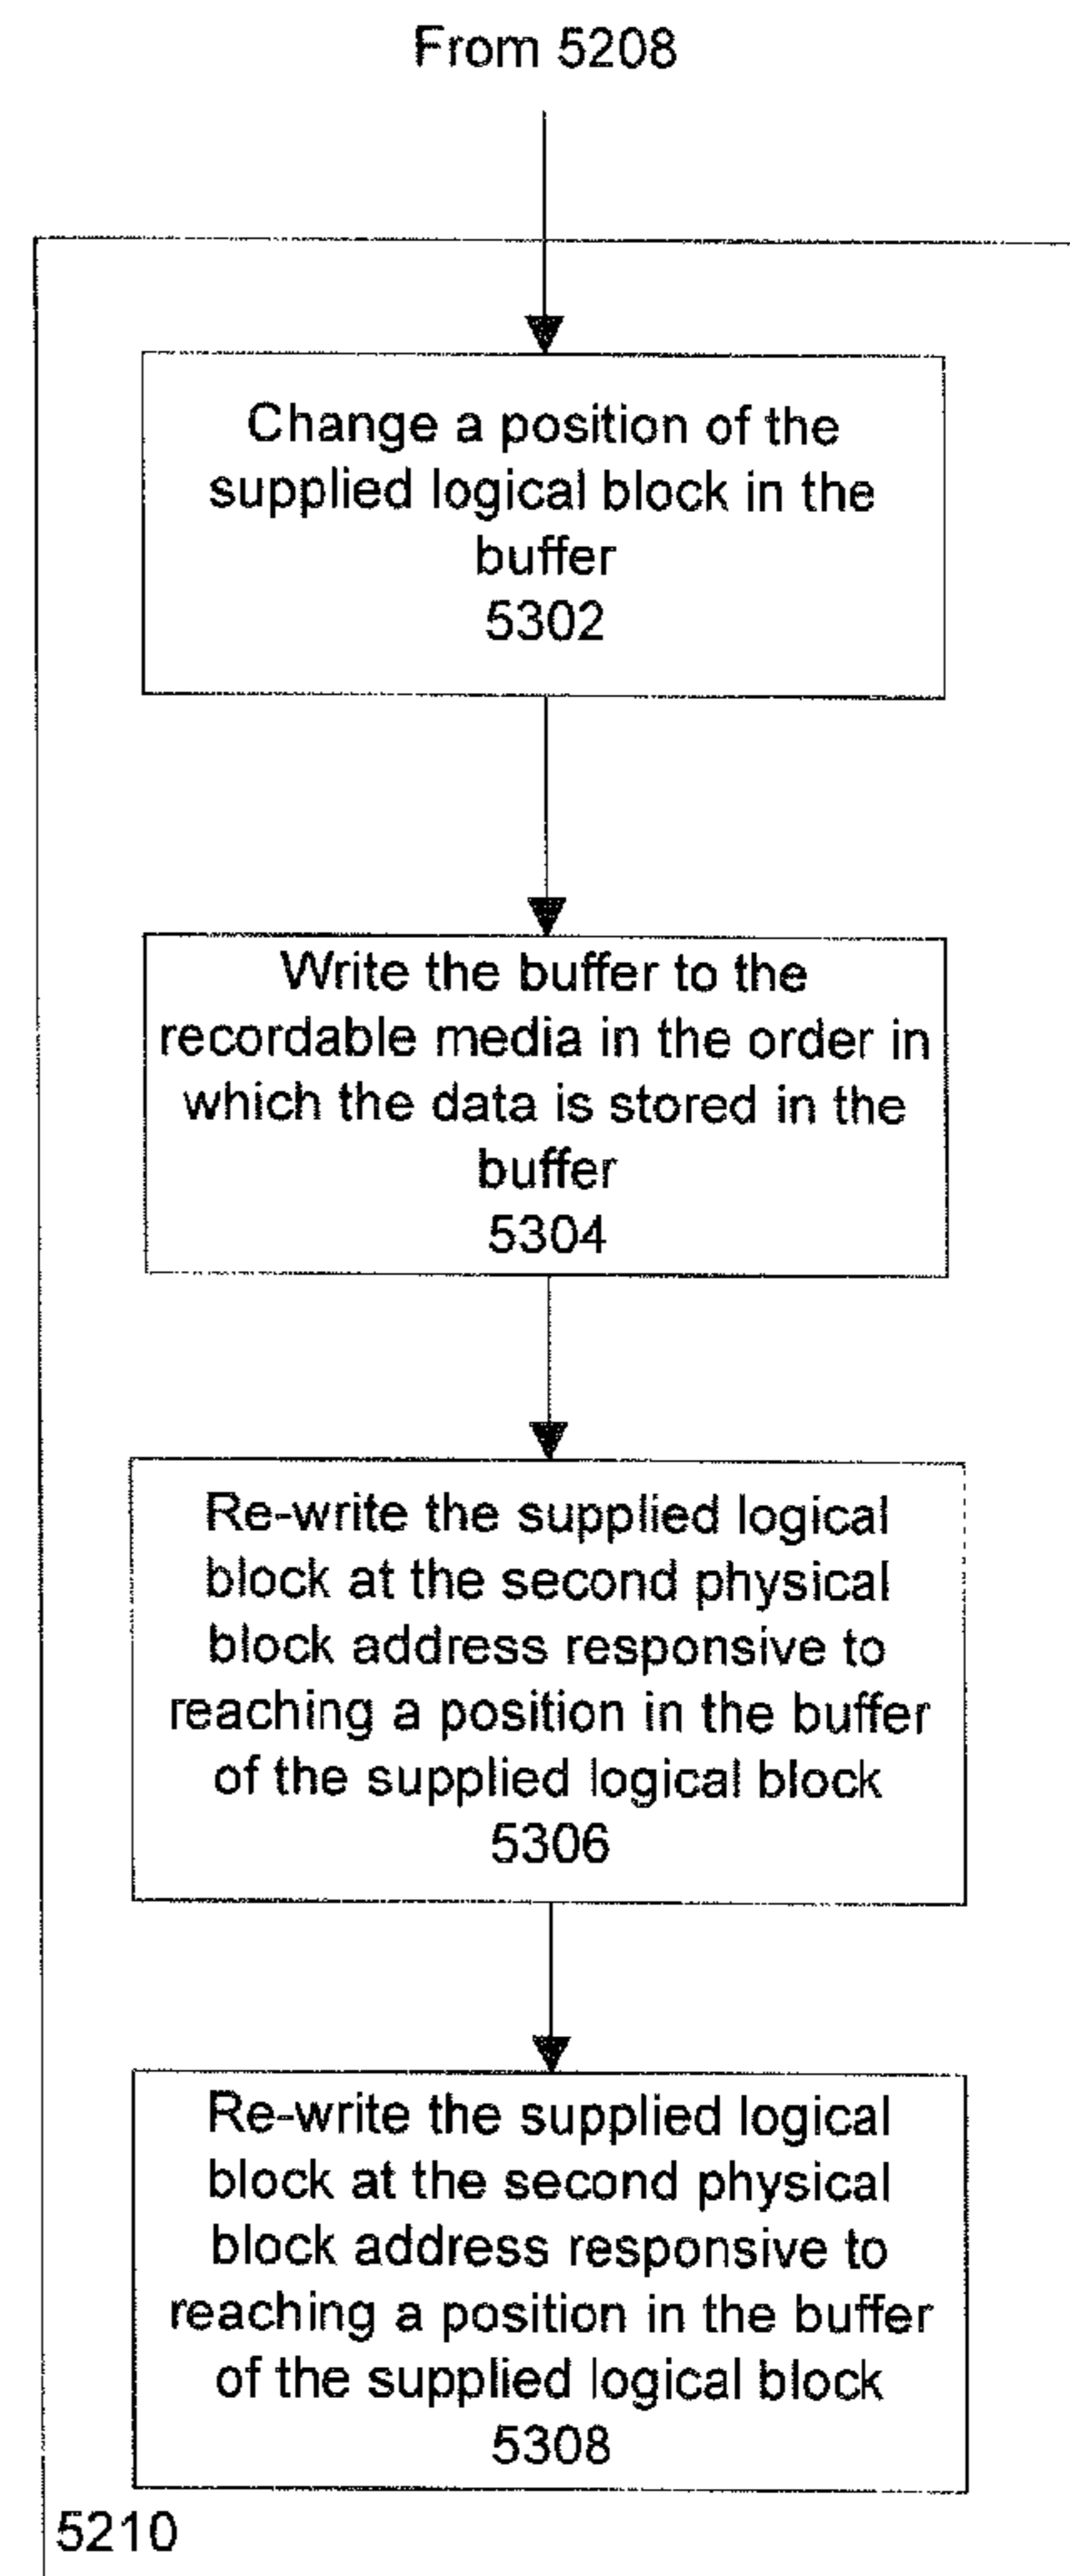 From 5208
Change a position of the
supplied logical block in the
buffer
5302
Write the buffer to the
recordable media in the order in
which the data is stored in the
buffer
5304
Re-write the supplied logical
block at the second physical
block address responsive to
reaching a position in the buffer
of the supplied logical block
5306
Re-write the supplied logical
block at the second physical
block address responsive to
reaching a position in the buffer
of the supplied logical block
5308
5210